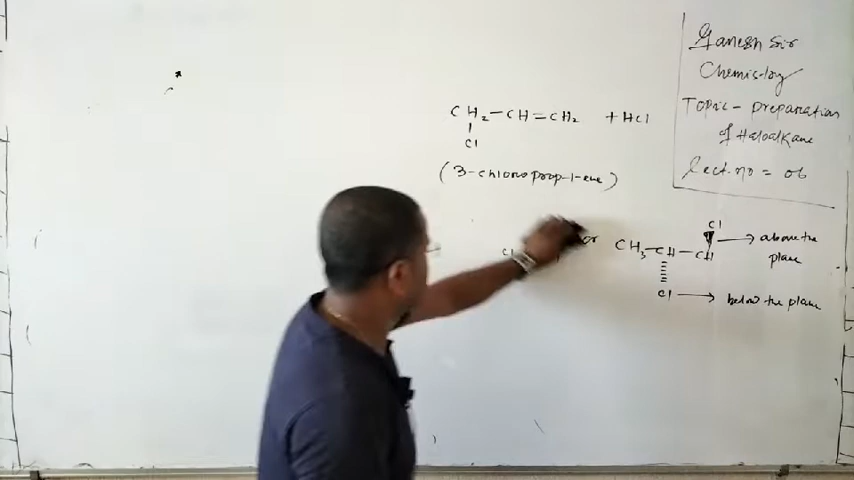 Ganesh Sir
Chemistry
Topic - preparation
of Haloalkane
lect. no = 06
CH₂-CH=CH₂ +HCl
Cl
(3-chloroprop-1-ene)
Cl
or CH₃-CH-CH → above the
plane
Cl
Cl → below the plane